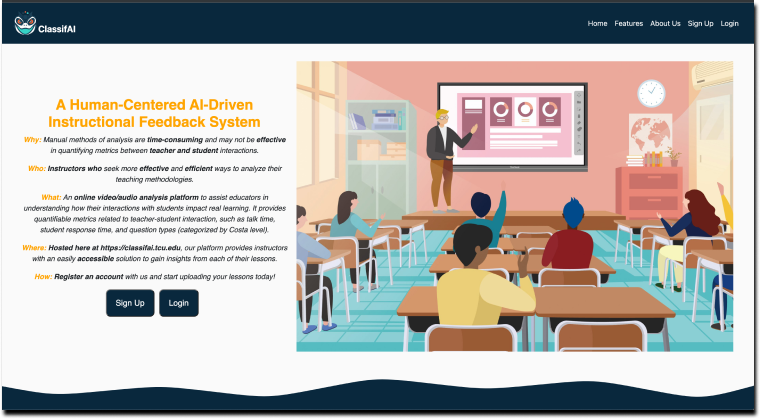 ClassifAI
Home Features About Us Sign Up Login
A Human-Centered AI-Driven
Instructional Feedback System
Why: Manual methods of analysis are time-consuming and may not be effective
in quantifying metrics between teacher and student interactions.
Who: Instructors who seek more effective and efficient ways to analyze their
teaching methodologies.
What: An online video/audio analysis platform to assist educators in
understanding how their interactions with students impact real learning. It provides
quantifiable metrics related to teacher-student interaction, such as talk time,
student response time, and question types (categorized by Costa level).
Where: Hosted here at https://classifai.tcu.edu, our platform provides instructors
with an easily accessible solution to gain insights from each of their lessons.
How: Register an account with us and start uploading your lessons today!
Sign Up Login